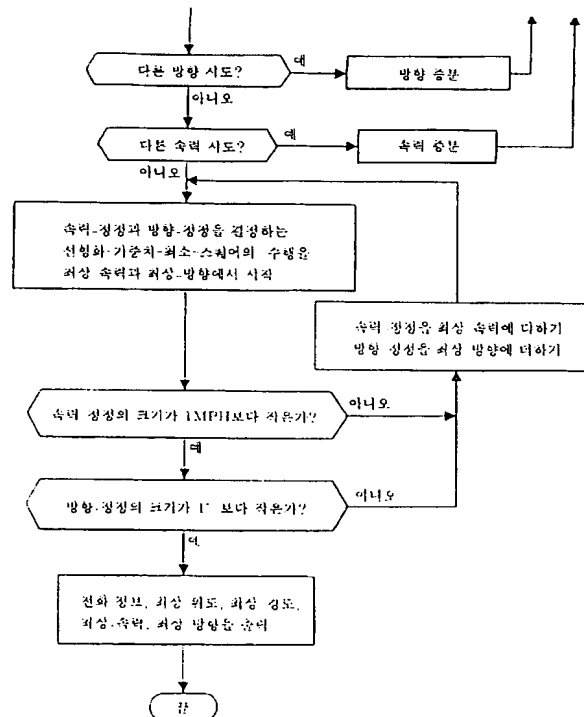 다른 방향 시도?
예
방향 증분
아니오
다른 속력 시도?
예
속력 증분
아니오
속력-정정과 방향-정정을 결정하는
선형화-기준치-최소-스퀘어의 수행을
최상 속력과 최상-방향에서 시작
속력 정정을 최상 속력에 더하기
방향 정정을 최상 방향에 더하기
속력 정정의 크기가 1MPH보다 작은가?
아니오
예
방향-정정의 크기가 1° 보다 작은가?
아니오
예
전화 정보, 최상 위도, 최상 경도,
최상-속력, 최상 방향을 출력
끝